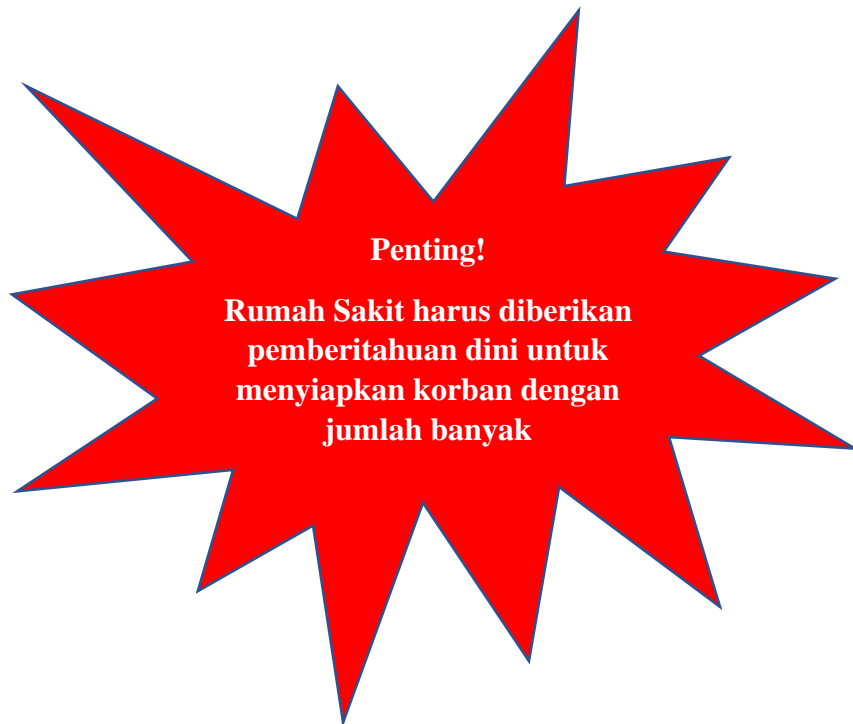 Penting!
Rumah Sakit harus diberikan
pemberitahuan dini untuk
menyiapkan korban dengan
jumlah banyak